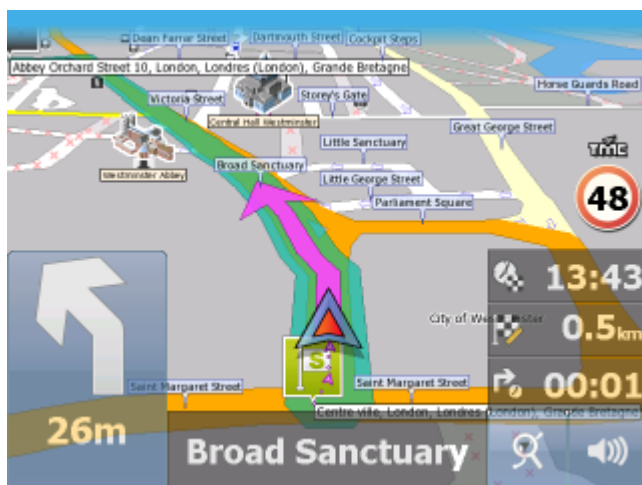 Dean Farrar Street
Dartmouth Street
Cockpit Steps
Abbey Orchard Street 10, London, Londres (London), Grande Bretagne
Horse Guards Road
Victoria Street
Storey's Gate
Central Hall Westminster
Great George Street
Little Sanctuary
TMC
Broad Sanctuary
Westminster Abbey
Little George Street
48
Parliament Square
13:43
City of Westminster
0.5km
S
Saint Margaret Street
Saint Margaret Street
00:01
Centre ville, London, Londres (London), Grande Bretagne
26m
Broad Sanctuary